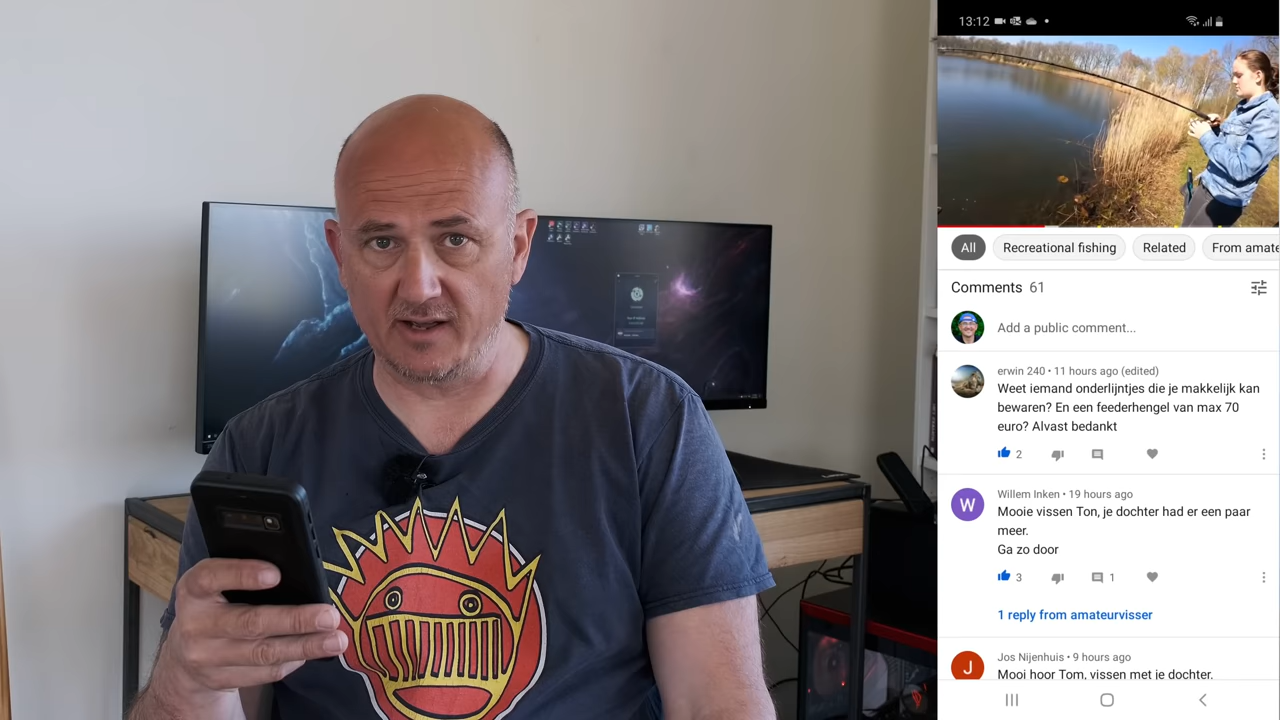 13:12
All
Recreational fishing
Related
From amate
Comments 61
Add a public comment...
erwin 240 • 11 hours ago (edited)
Weet iemand onderlijntjes die je makkelijk kan
bewaren? En een feederhengel van max 70
euro? Alvast bedankt
2
W
Willem Inken • 19 hours ago
Mooie vissen Ton, je dochter had er een paar
meer.
Ga zo door
3
1
1 reply from amateurvisser
J
Jos Nijenhuis • 9 hours ago
Mooi hoor Tom, vissen met je dochter.